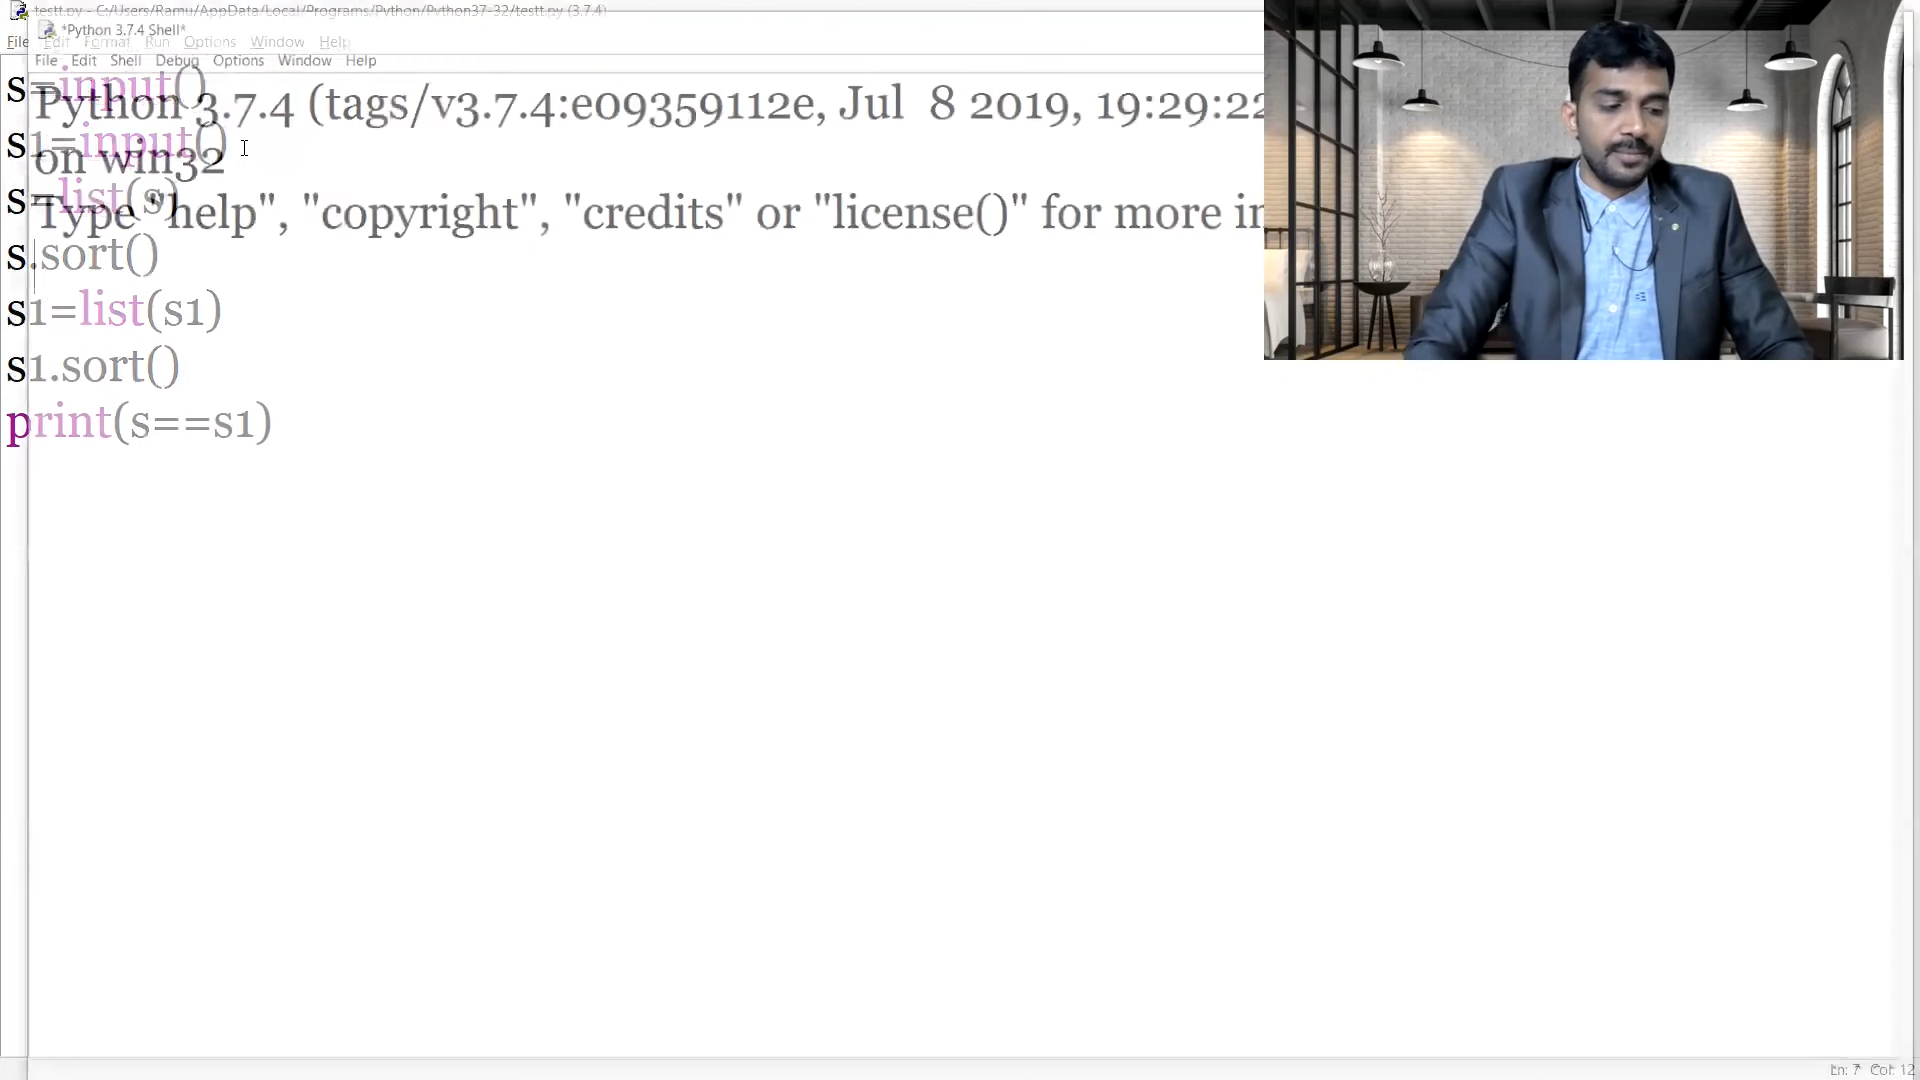 testt.py - C:/Users/Ramu/AppData/Local/Programs/Python/Python37-32/testt.py (3.7.4)
*Python 3.7.4 Shell*
File Edit Format Run Options Window Help
File Edit Shell Debug Options Window Help
s=input()
Python 3.7.4 (tags/v3.7.4:e09359112e, Jul 8 2019, 19:29:22
s1=input()
on win32
s=list(s)
Type "help", "copyright", "credits" or "license()" for more in
s.sort()
s1=list(s1)
s1.sort()
print(s==s1)
Ln: 7 Col: 12